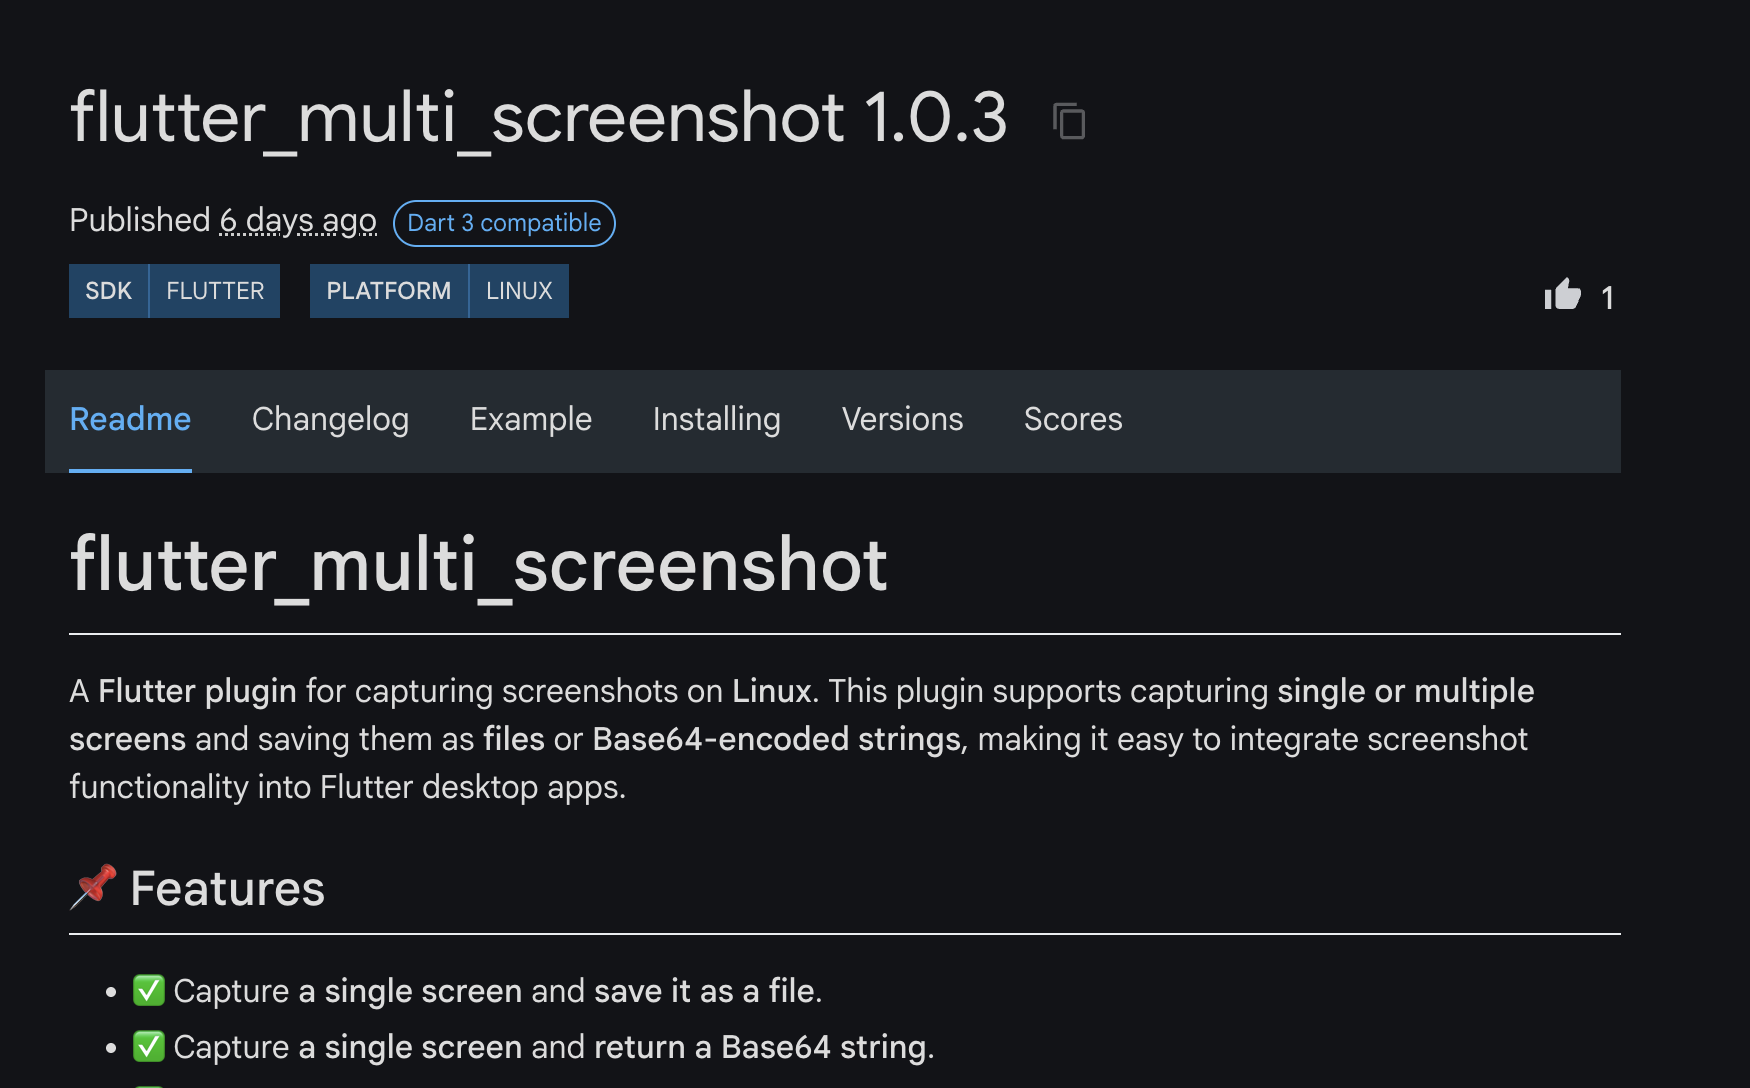 flutter_multi_screenshot 1.0.3
Published 6 days ago Dart 3 compatible
SDK FLUTTER PLATFORM LINUX 1
Readme Changelog Example Installing Versions Scores
flutter_multi_screenshot
A Flutter plugin for capturing screenshots on Linux. This plugin supports capturing single or multiple
screens and saving them as files or Base64-encoded strings, making it easy to integrate screenshot
functionality into Flutter desktop apps.
📌 Features
• ✅ Capture a single screen and save it as a file.
• ✅ Capture a single screen and return a Base64 string.